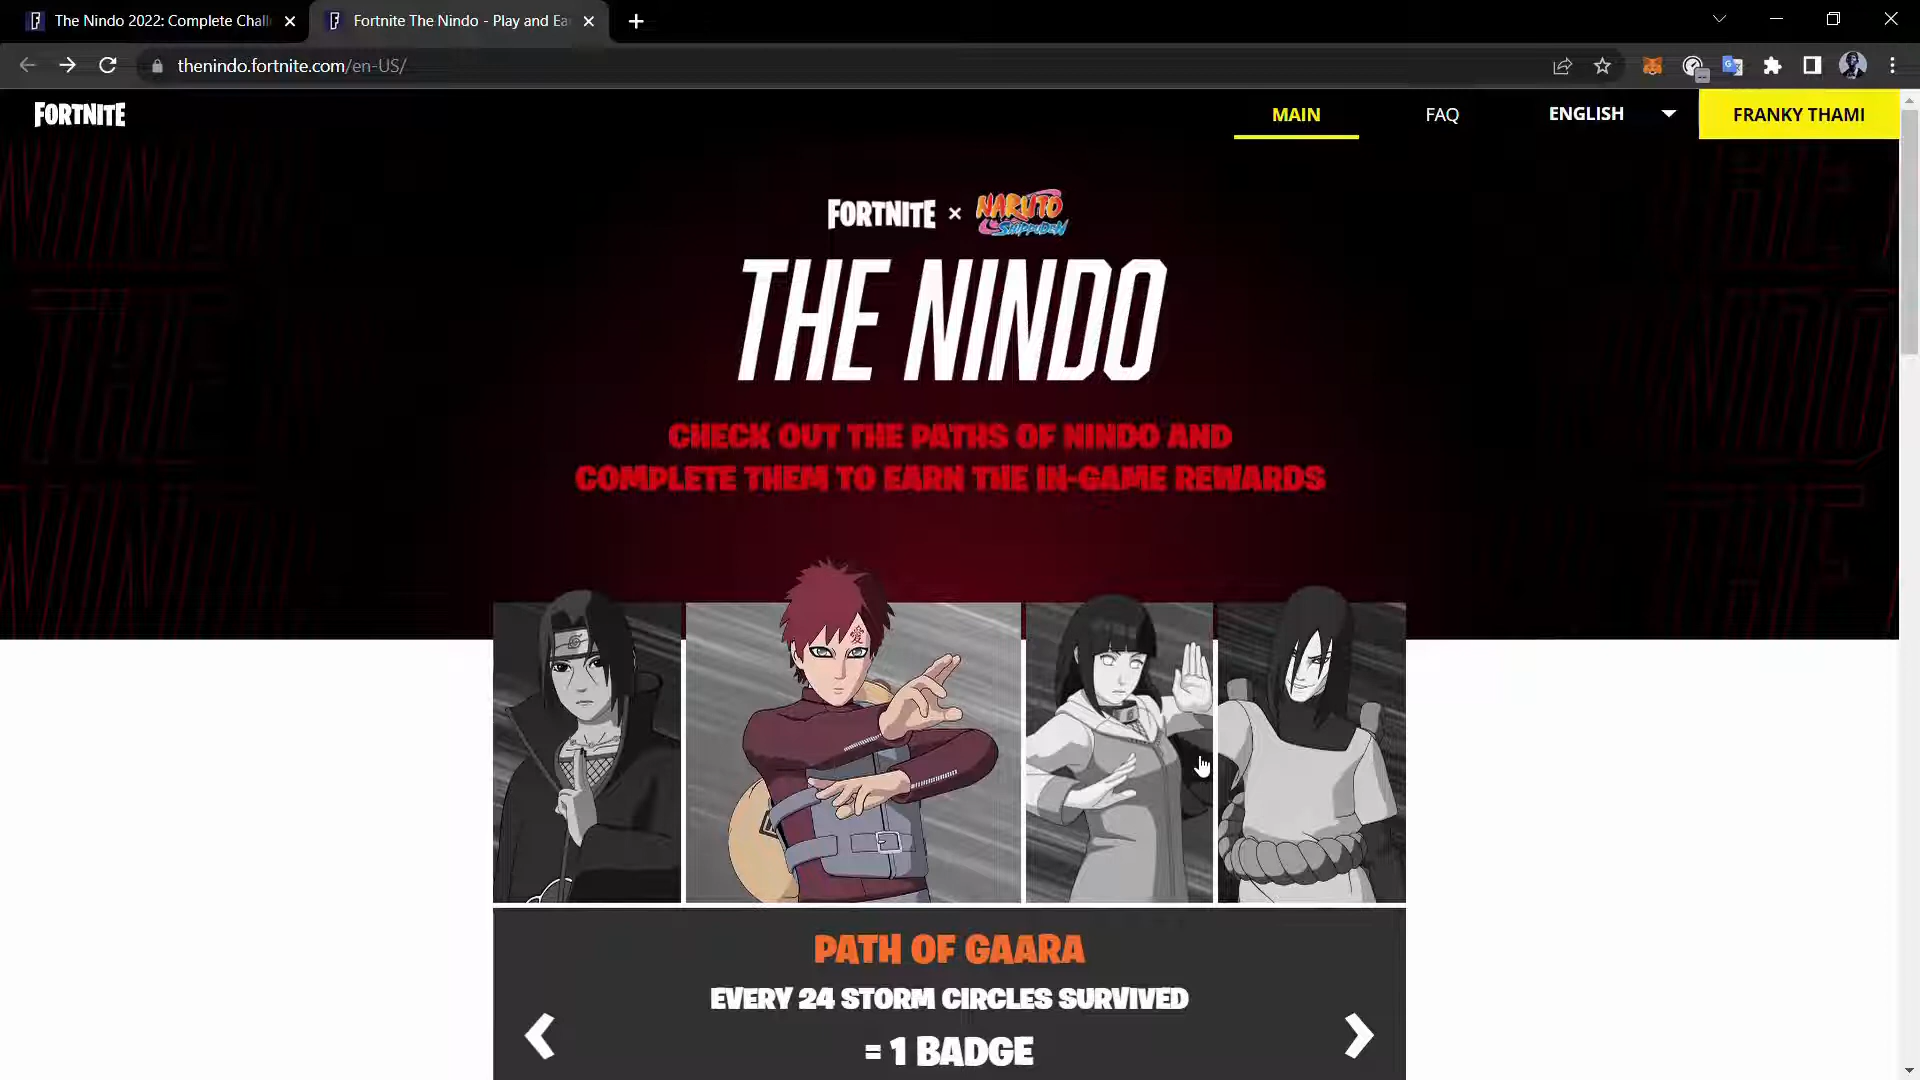 The Nindo 2022: Complete Chall
Fortnite The Nindo - Play and Ea
thenindo.fortnite.com/en-US/
FORTNITE
MAIN
FAQ
ENGLISH
FRANKY THAMI
FORTNITE × NARUTO SHIPPUDEN
THE NINDO
CHECK OUT THE PATHS OF NINDO AND
COMPLETE THEM TO EARN THE IN-GAME REWARDS
愛
PATH OF GAARA
EVERY 24 STORM CIRCLES SURVIVED
= 1 BADGE